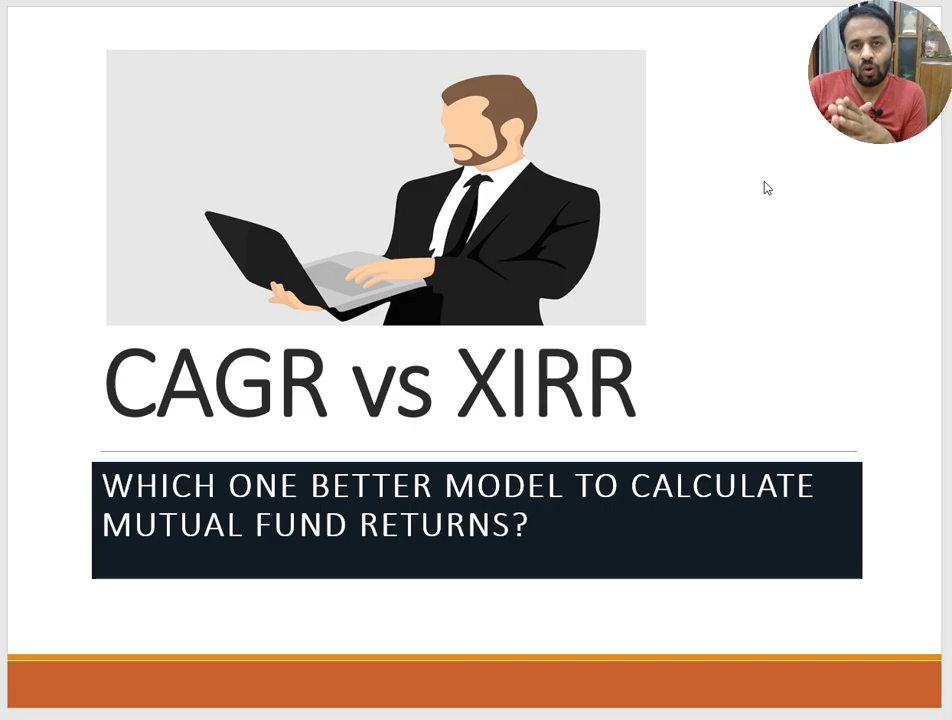 CAGR vs XIRR
WHICH ONE BETTER MODEL TO CALCULATE
MUTUAL FUND RETURNS?